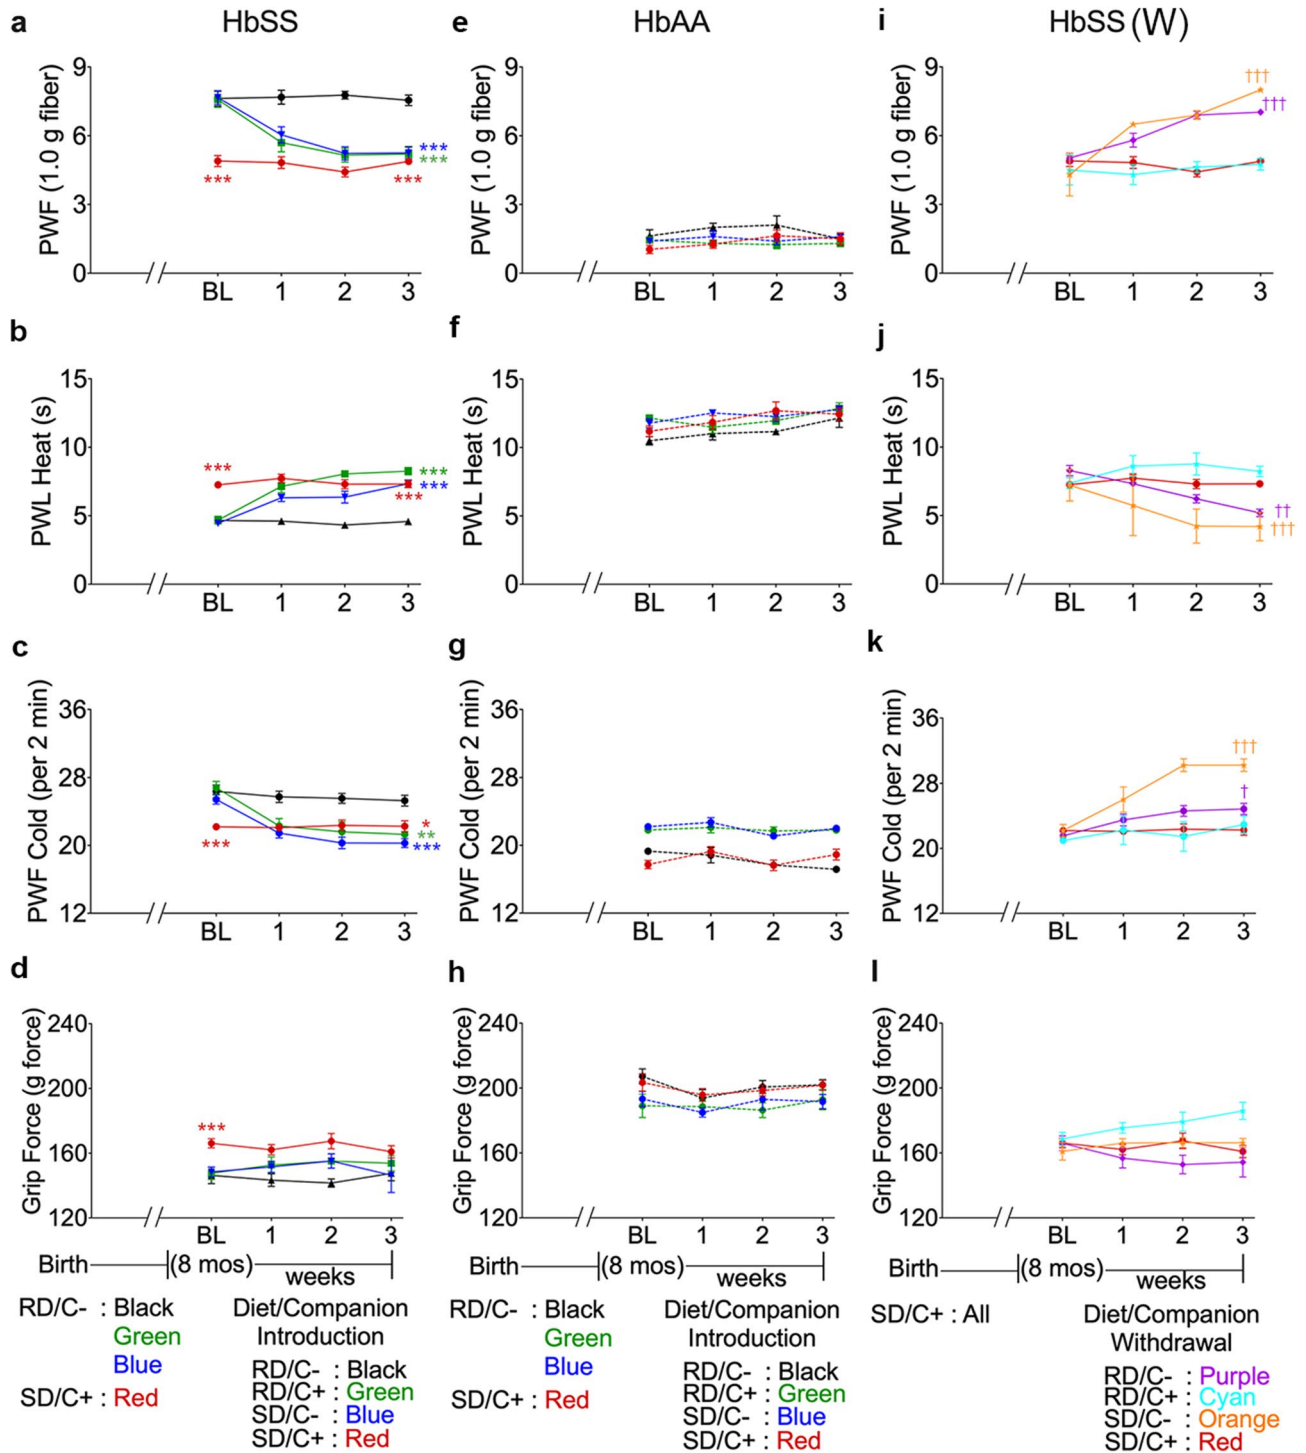 a HbSS
PWF (1.0 g fiber)
9
6
3
0
***
***
***
***
BL 1 2 3
b
PWL Heat (s)
15
10
5
0
***
***
***
***
BL 1 2 3
c
PWF Cold (per 2 min)
36
28
20
12
***
*
**
***
BL 1 2 3
d
Grip Force (g force)
240
200
160
120
***
BL 1 2 3
Birth (8 mos) weeks
RD/C- : Black
Green
Blue
SD/C+ : Red
Diet/Companion
Introduction
RD/C- : Black
RD/C+ : Green
SD/C- : Blue
SD/C+ : Red
e HbAA
PWF (1.0 g fiber)
9
6
3
0
BL 1 2 3
f
PWL Heat (s)
15
10
5
0
BL 1 2 3
g
PWF Cold (per 2 min)
36
28
20
12
BL 1 2 3
h
Grip Force (g force)
240
200
160
120
BL 1 2 3
Birth (8 mos) weeks
RD/C- : Black
Green
Blue
SD/C+ : Red
Diet/Companion
Introduction
RD/C- : Black
RD/C+ : Green
SD/C- : Blue
SD/C+ : Red
i HbSS (W)
PWF (1.0 g fiber)
9
6
3
0
†††
†††
BL 1 2 3
j
PWL Heat (s)
15
10
5
0
††
†††
BL 1 2 3
k
PWF Cold (per 2 min)
36
28
20
12
†††
†
BL 1 2 3
l
Grip Force (g force)
240
200
160
120
BL 1 2 3
Birth (8 mos) weeks
SD/C+ : All
Diet/Companion
Withdrawal
RD/C- : Purple
RD/C+ : Cyan
SD/C- : Orange
SD/C+ : Red